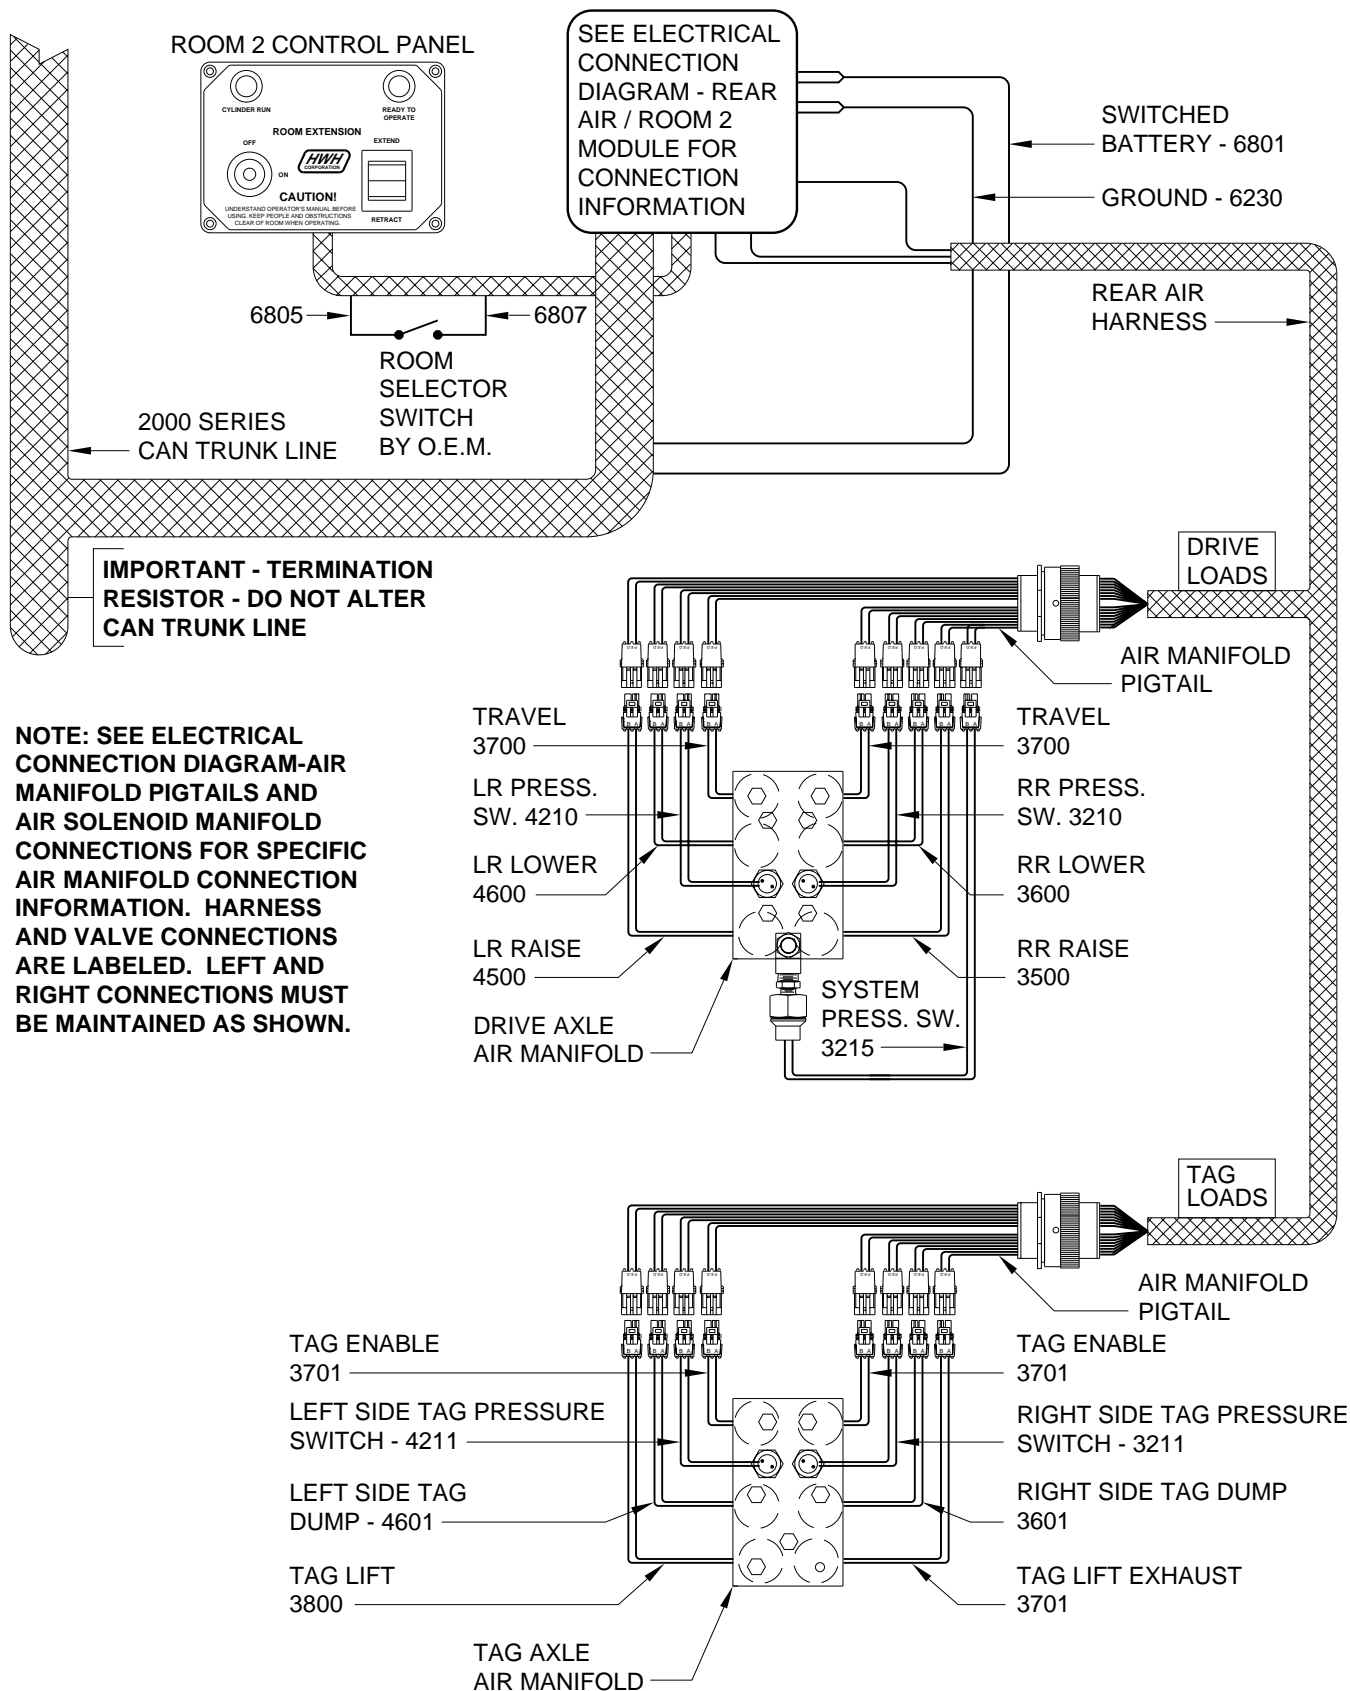 ROOM 2 CONTROL PANEL
CYLINDER RUN
READY TO
OPERATE
ROOM EXTENSION
OFF
EXTEND
HWH
CORPORATION
ON
CAUTION!
UNDERSTAND OPERATOR'S MANUAL BEFORE
USING. KEEP PEOPLE AND OBSTRUCTIONS
CLEAR OF ROOM WHEN OPERATING.
RETRACT
SEE ELECTRICAL
CONNECTION
DIAGRAM - REAR
AIR / ROOM 2
MODULE FOR
CONNECTION
INFORMATION
SWITCHED
BATTERY - 6801
GROUND - 6230
REAR AIR
HARNESS
6805
6807
ROOM
SELECTOR
SWITCH
BY O.E.M.
2000 SERIES
CAN TRUNK LINE
IMPORTANT - TERMINATION
RESISTOR - DO NOT ALTER
CAN TRUNK LINE
DRIVE
LOADS
AIR MANIFOLD
PIGTAIL
NOTE: SEE ELECTRICAL
CONNECTION DIAGRAM-AIR
MANIFOLD PIGTAILS AND
AIR SOLENOID MANIFOLD
CONNECTIONS FOR SPECIFIC
AIR MANIFOLD CONNECTION
INFORMATION.  HARNESS
AND VALVE CONNECTIONS
ARE LABELED.  LEFT AND
RIGHT CONNECTIONS MUST
BE MAINTAINED AS SHOWN.
B A B A B A B A
B A B A B A B A B A
TRAVEL
3700
LR PRESS.
SW. 4210
LR LOWER
4600
LR RAISE
4500
DRIVE AXLE
AIR MANIFOLD
TRAVEL
3700
RR PRESS.
SW. 3210
RR LOWER
3600
RR RAISE
3500
SYSTEM
PRESS. SW.
3215
TAG
LOADS
AIR MANIFOLD
PIGTAIL
B A B A B A B A
B A B A B A B A
TAG ENABLE
3701
LEFT SIDE TAG PRESSURE
SWITCH - 4211
LEFT SIDE TAG
DUMP - 4601
TAG LIFT
3800
TAG AXLE
AIR MANIFOLD
TAG ENABLE
3701
RIGHT SIDE TAG PRESSURE
SWITCH - 3211
RIGHT SIDE TAG DUMP
3601
TAG LIFT EXHAUST
3701